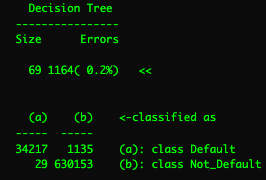 Decision Tree
----------------
Size      Errors

  69 1164( 0.2%)   <<

  (a)   (b)    <-classified as
 -----  -----
34217   1135    (a): class Default
   29 630153    (b): class Not_Default